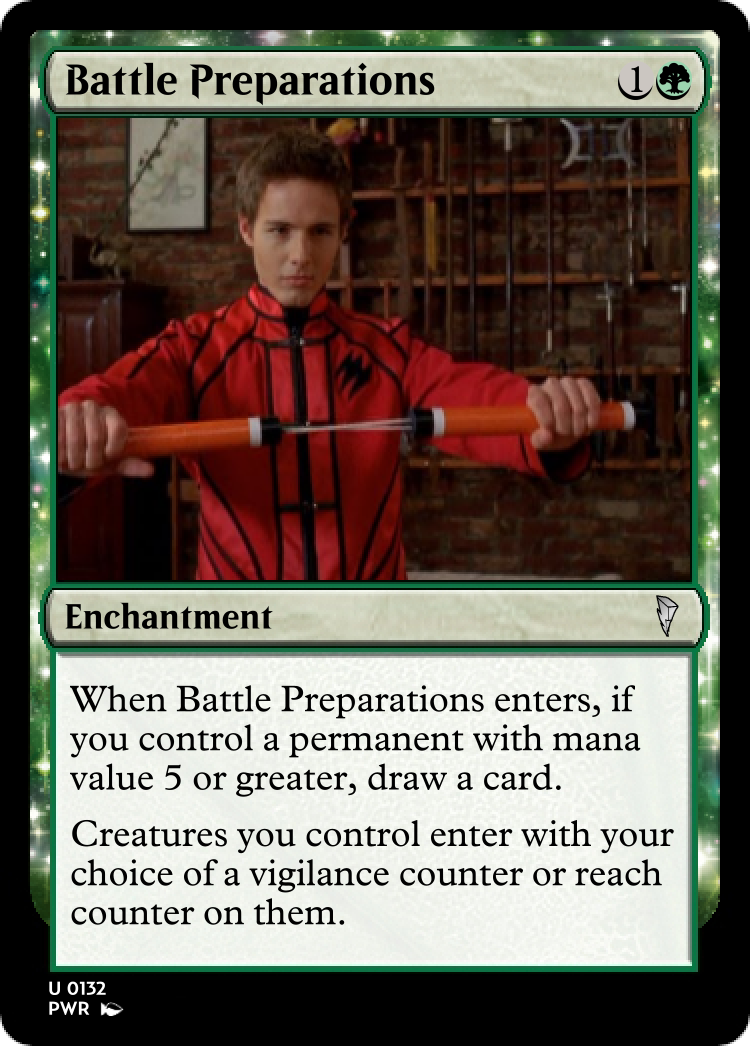 Battle Preparations 1
Enchantment
When Battle Preparations enters, if
you control a permanent with mana
value 5 or greater, draw a card.
Creatures you control enter with your
choice of a vigilance counter or reach
counter on them.
U 0132
PWR